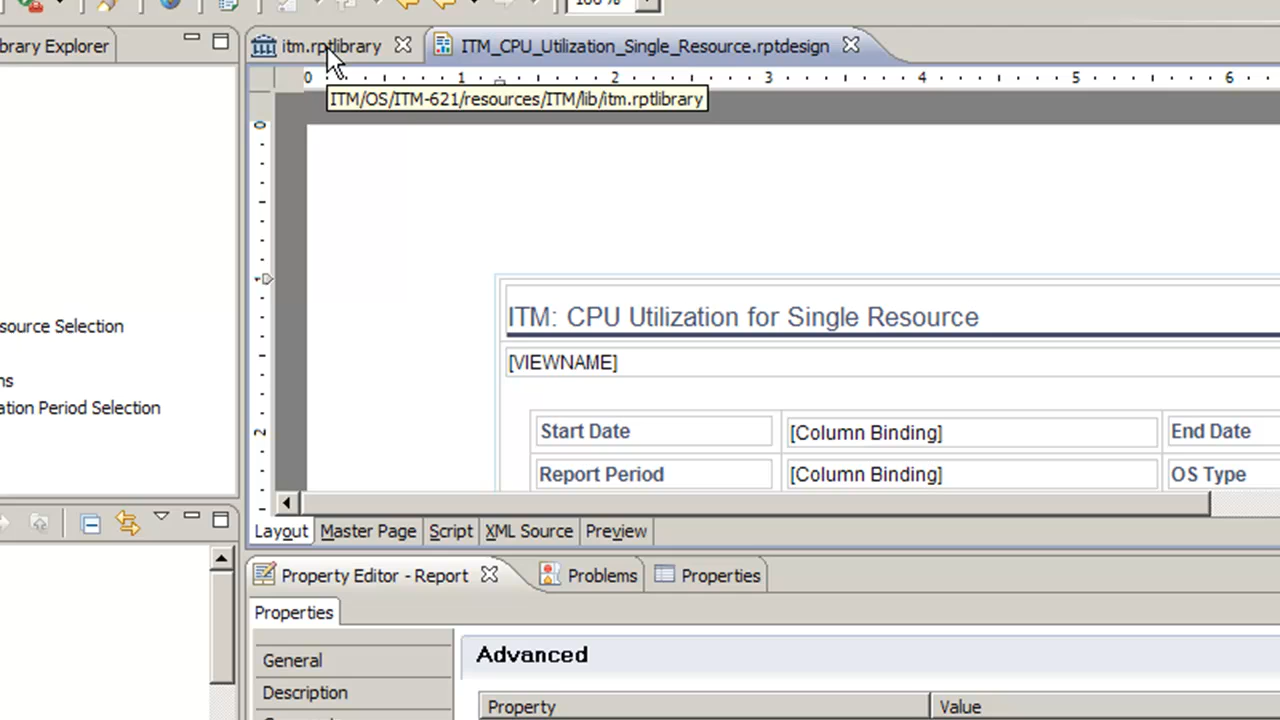 100%
brary Explorer
itm.rptlibrary
ITM_CPU_Utilization_Single_Resource.rptdesign
0 1 2 3 4 5 6
ITM/OS/ITM-621/resources/ITM/lib/itm.rptlibrary
0
source Selection
ns
ation Period Selection
ITM: CPU Utilization for Single Resource
[VIEWNAME]
Start Date [Column Binding] End Date
2
Report Period [Column Binding] OS Type
Layout Master Page Script XML Source Preview
Property Editor - Report Problems Properties
Properties
General
Description
Advanced
Property Value